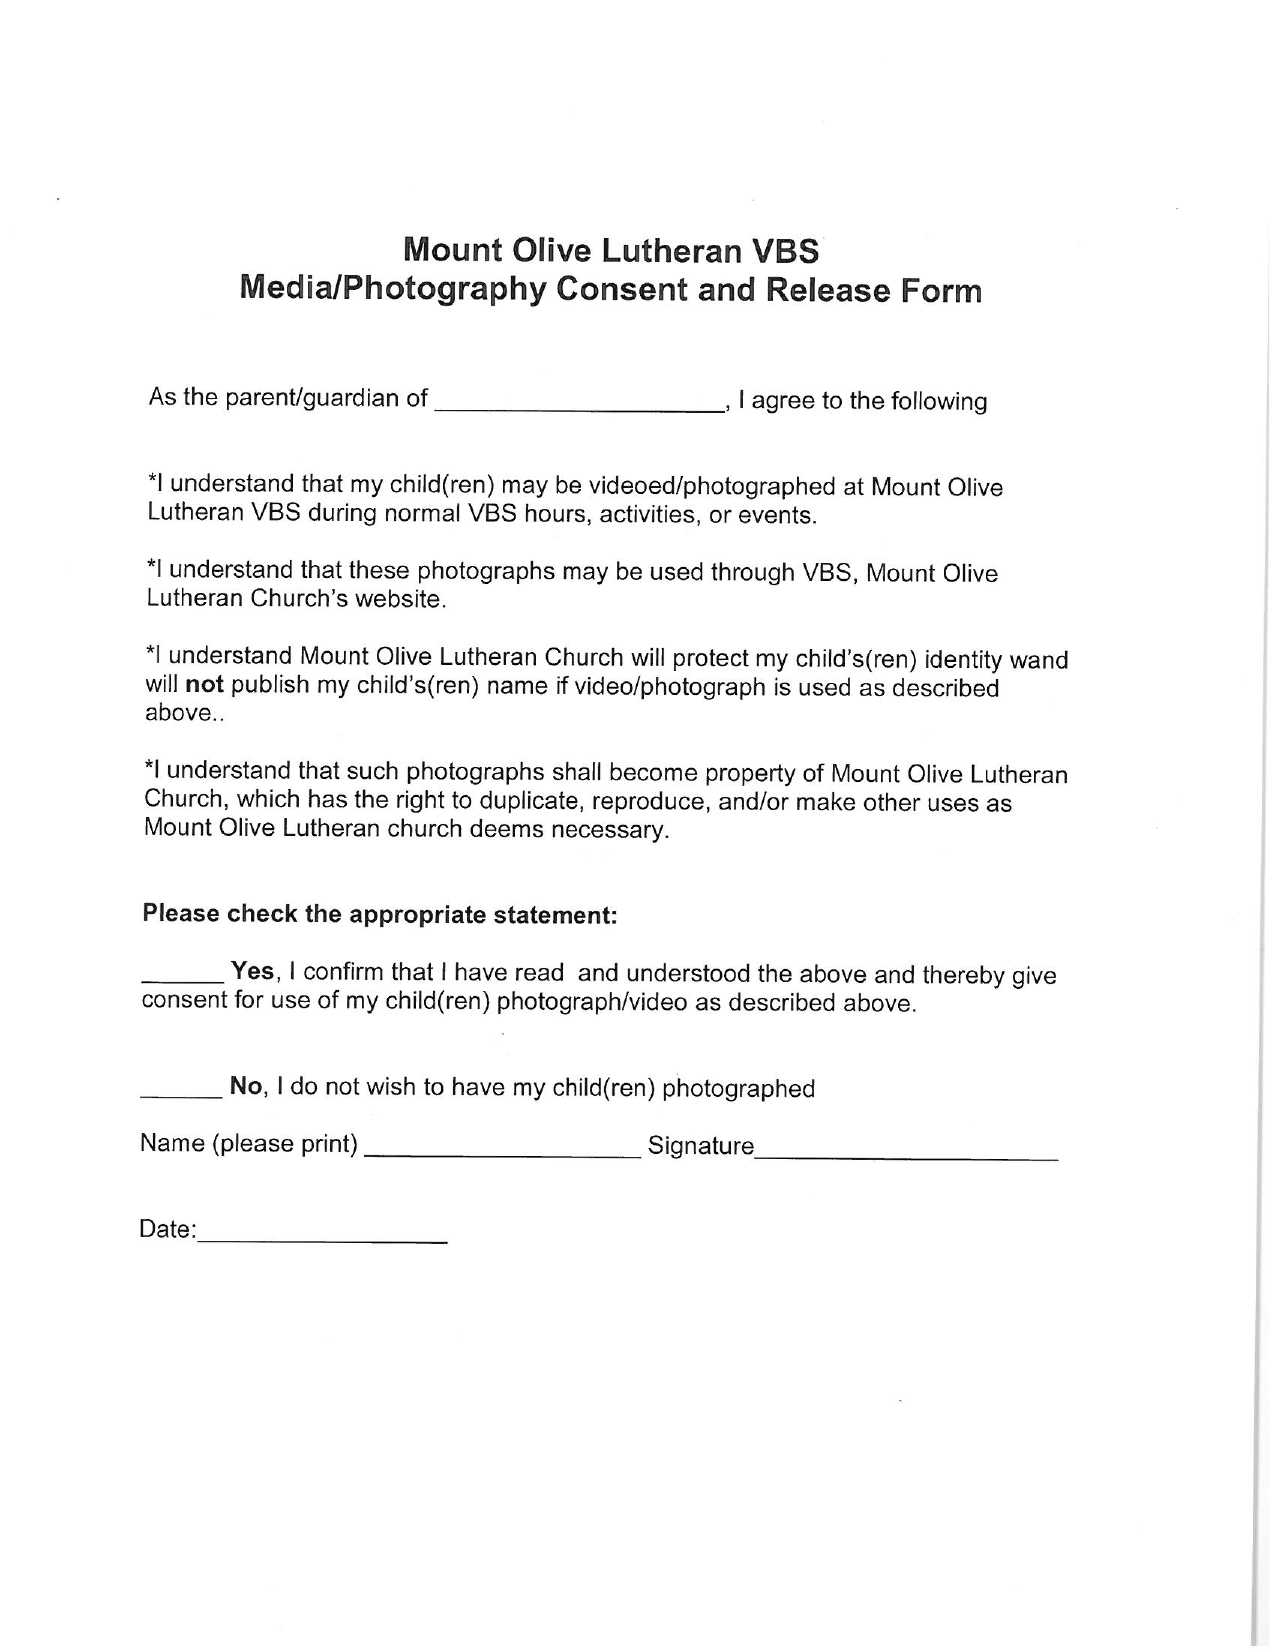 Mount Olive Lutheran VBS
Media/Photography Consent and Release Form
As the parent/guardian of _____________________, I agree to the following
*I understand that my child(ren) may be videoed/photographed at Mount Olive
Lutheran VBS during normal VBS hours, activities, or events.
*I understand that these photographs may be used through VBS, Mount Olive
Lutheran Church's website.
*I understand Mount Olive Lutheran Church will protect my child's(ren) identity wand
will not publish my child's(ren) name if video/photograph is used as described
above..
*I understand that such photographs shall become property of Mount Olive Lutheran
Church, which has the right to duplicate, reproduce, and/or make other uses as
Mount Olive Lutheran church deems necessary.
Please check the appropriate statement:
______ Yes, I confirm that I have read and understood the above and thereby give
consent for use of my child(ren) photograph/video as described above.
______ No, I do not wish to have my child(ren) photographed
Name (please print) ____________________ Signature______________________
Date:__________________